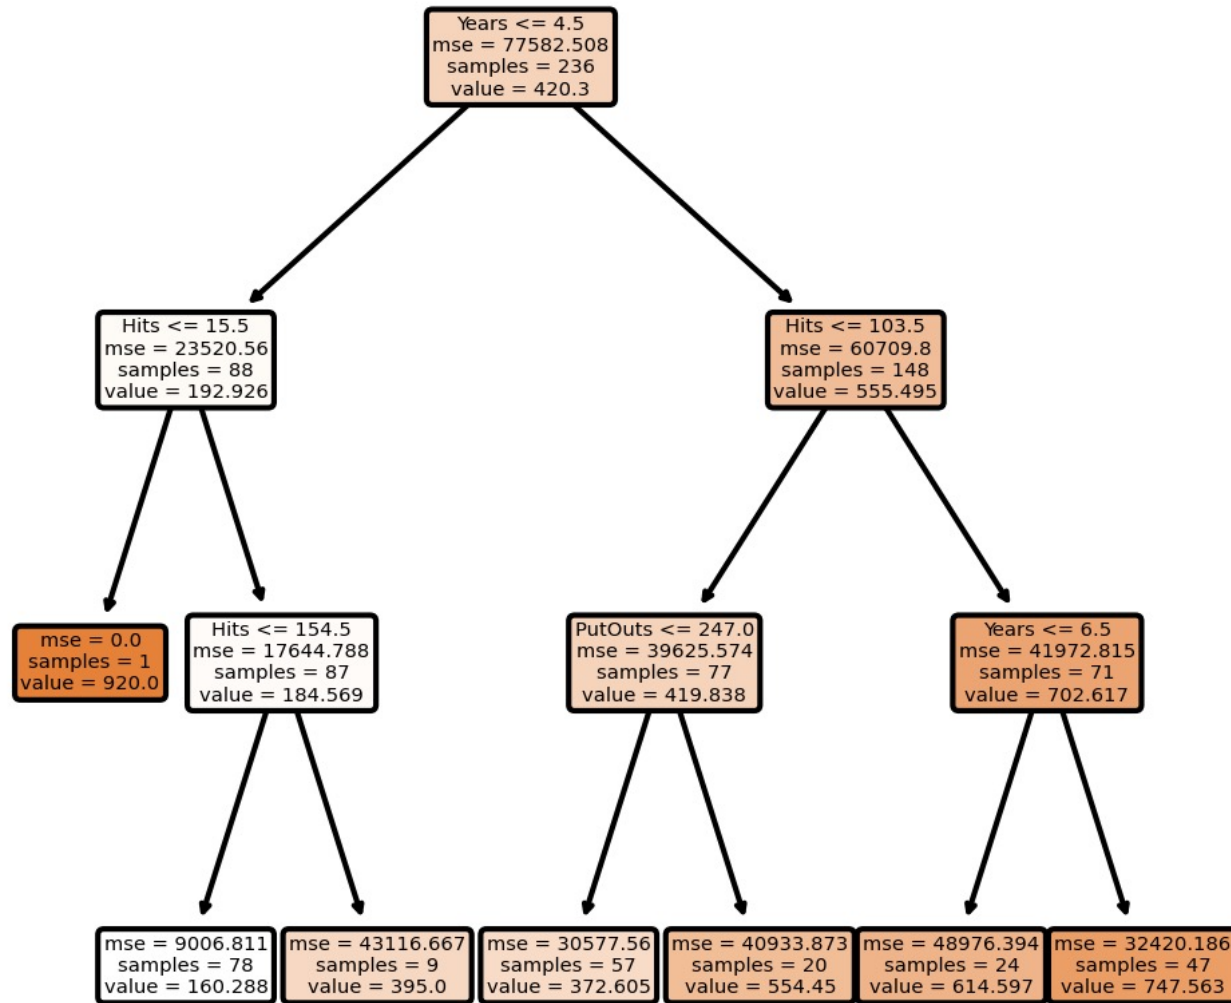 Years <= 4.5
mse = 77582.508
samples = 236
value = 420.3
Hits <= 15.5
mse = 23520.56
samples = 88
value = 192.926
Hits <= 103.5
mse = 60709.8
samples = 148
value = 555.495
mse = 0.0
samples = 1
value = 920.0
Hits <= 154.5
mse = 17644.788
samples = 87
value = 184.569
PutOuts <= 247.0
mse = 39625.574
samples = 77
value = 419.838
Years <= 6.5
mse = 41972.815
samples = 71
value = 702.617
mse = 9006.811
samples = 78
value = 160.288
mse = 43116.667
samples = 9
value = 395.0
mse = 30577.56
samples = 57
value = 372.605
mse = 40933.873
samples = 20
value = 554.45
mse = 48976.394
samples = 24
value = 614.597
mse = 32420.186
samples = 47
value = 747.563